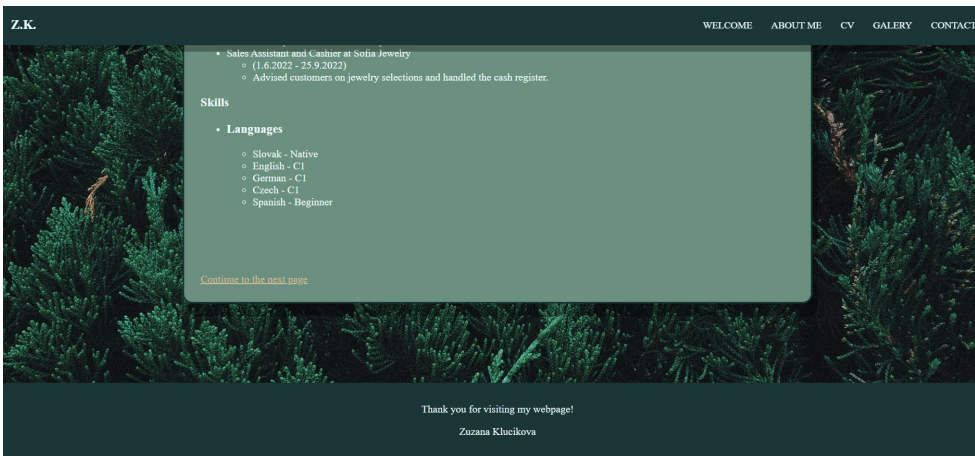 Z.K.
WELCOME ABOUT ME CV GALERY CONTACT
Sales Assistant and Cashier at Sofia Jewelry
(1.6.2022 - 25.9.2022)
Advised customers on jewelry selections and handled the cash register.
Skills
Languages
Slovak - Native
English - C1
German - C1
Czech - C1
Spanish - Beginner
Continue to the next page
Thank you for visiting my webpage!
Zuzana Klucikova